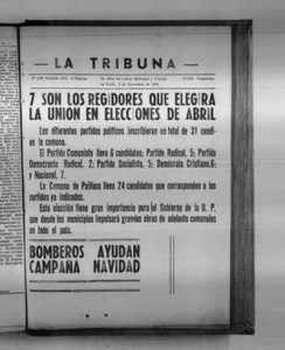 - LA TRIBUNA -
7 SON LOS REGIDORES QUE ELEGIRA
LA UNION EN ELECCIONES DE ABRIL
Los diferentes partidos políticos inscribieron un total de 31 candi-
en la comuna.
El Partido Comunista lleva 6 candidatos; Partido Radical, 5; Partido
Democracia Radical, 2; Partido Socialista, 5; Demócrata Cristiano, 6;
y Nacional, 7.
La Comuna de Paillaco lleva 24 candidatos que corresponden a los
partidos ya indicados.
Esta elección tiene gran importancia para el Gobierno de la U. P.
que desde los municipios impulsará grandes obras de adelanto comunales
en todo el país.
BOMBEROS AYUDAN
CAMPAÑA NAVIDAD